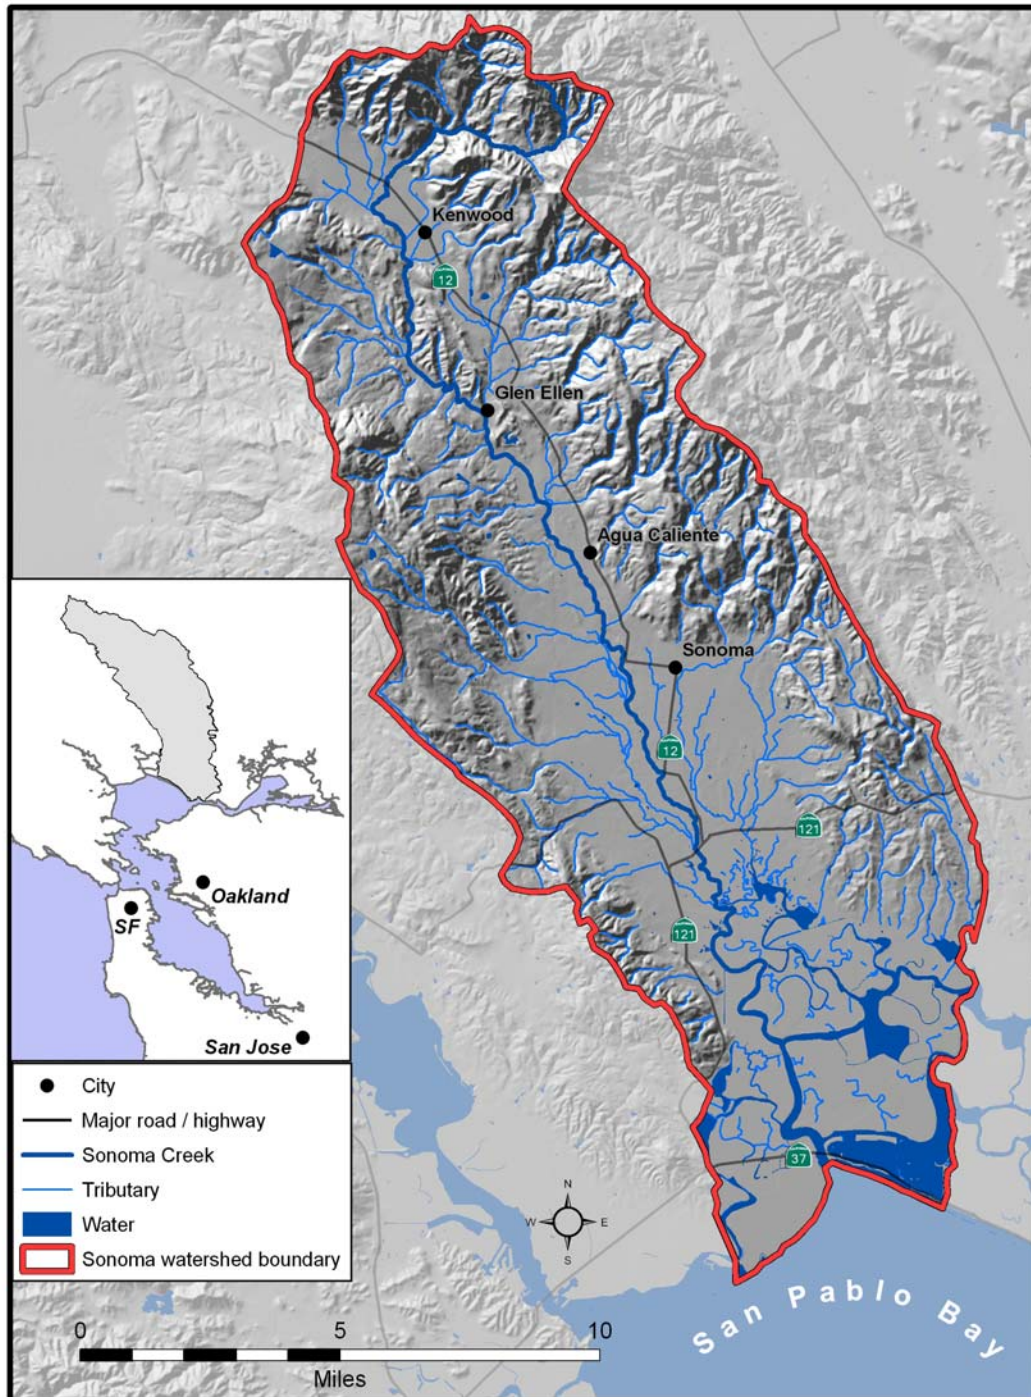 Kenwood
12
Glen Ellen
Agua Caliente
Sonoma
12
121
121
37
Oakland
SF
San Jose
City
Major road / highway
Sonoma Creek
Tributary
Water
Sonoma watershed boundary
N
W E
S
San Pablo Bay
0 5 10
Miles